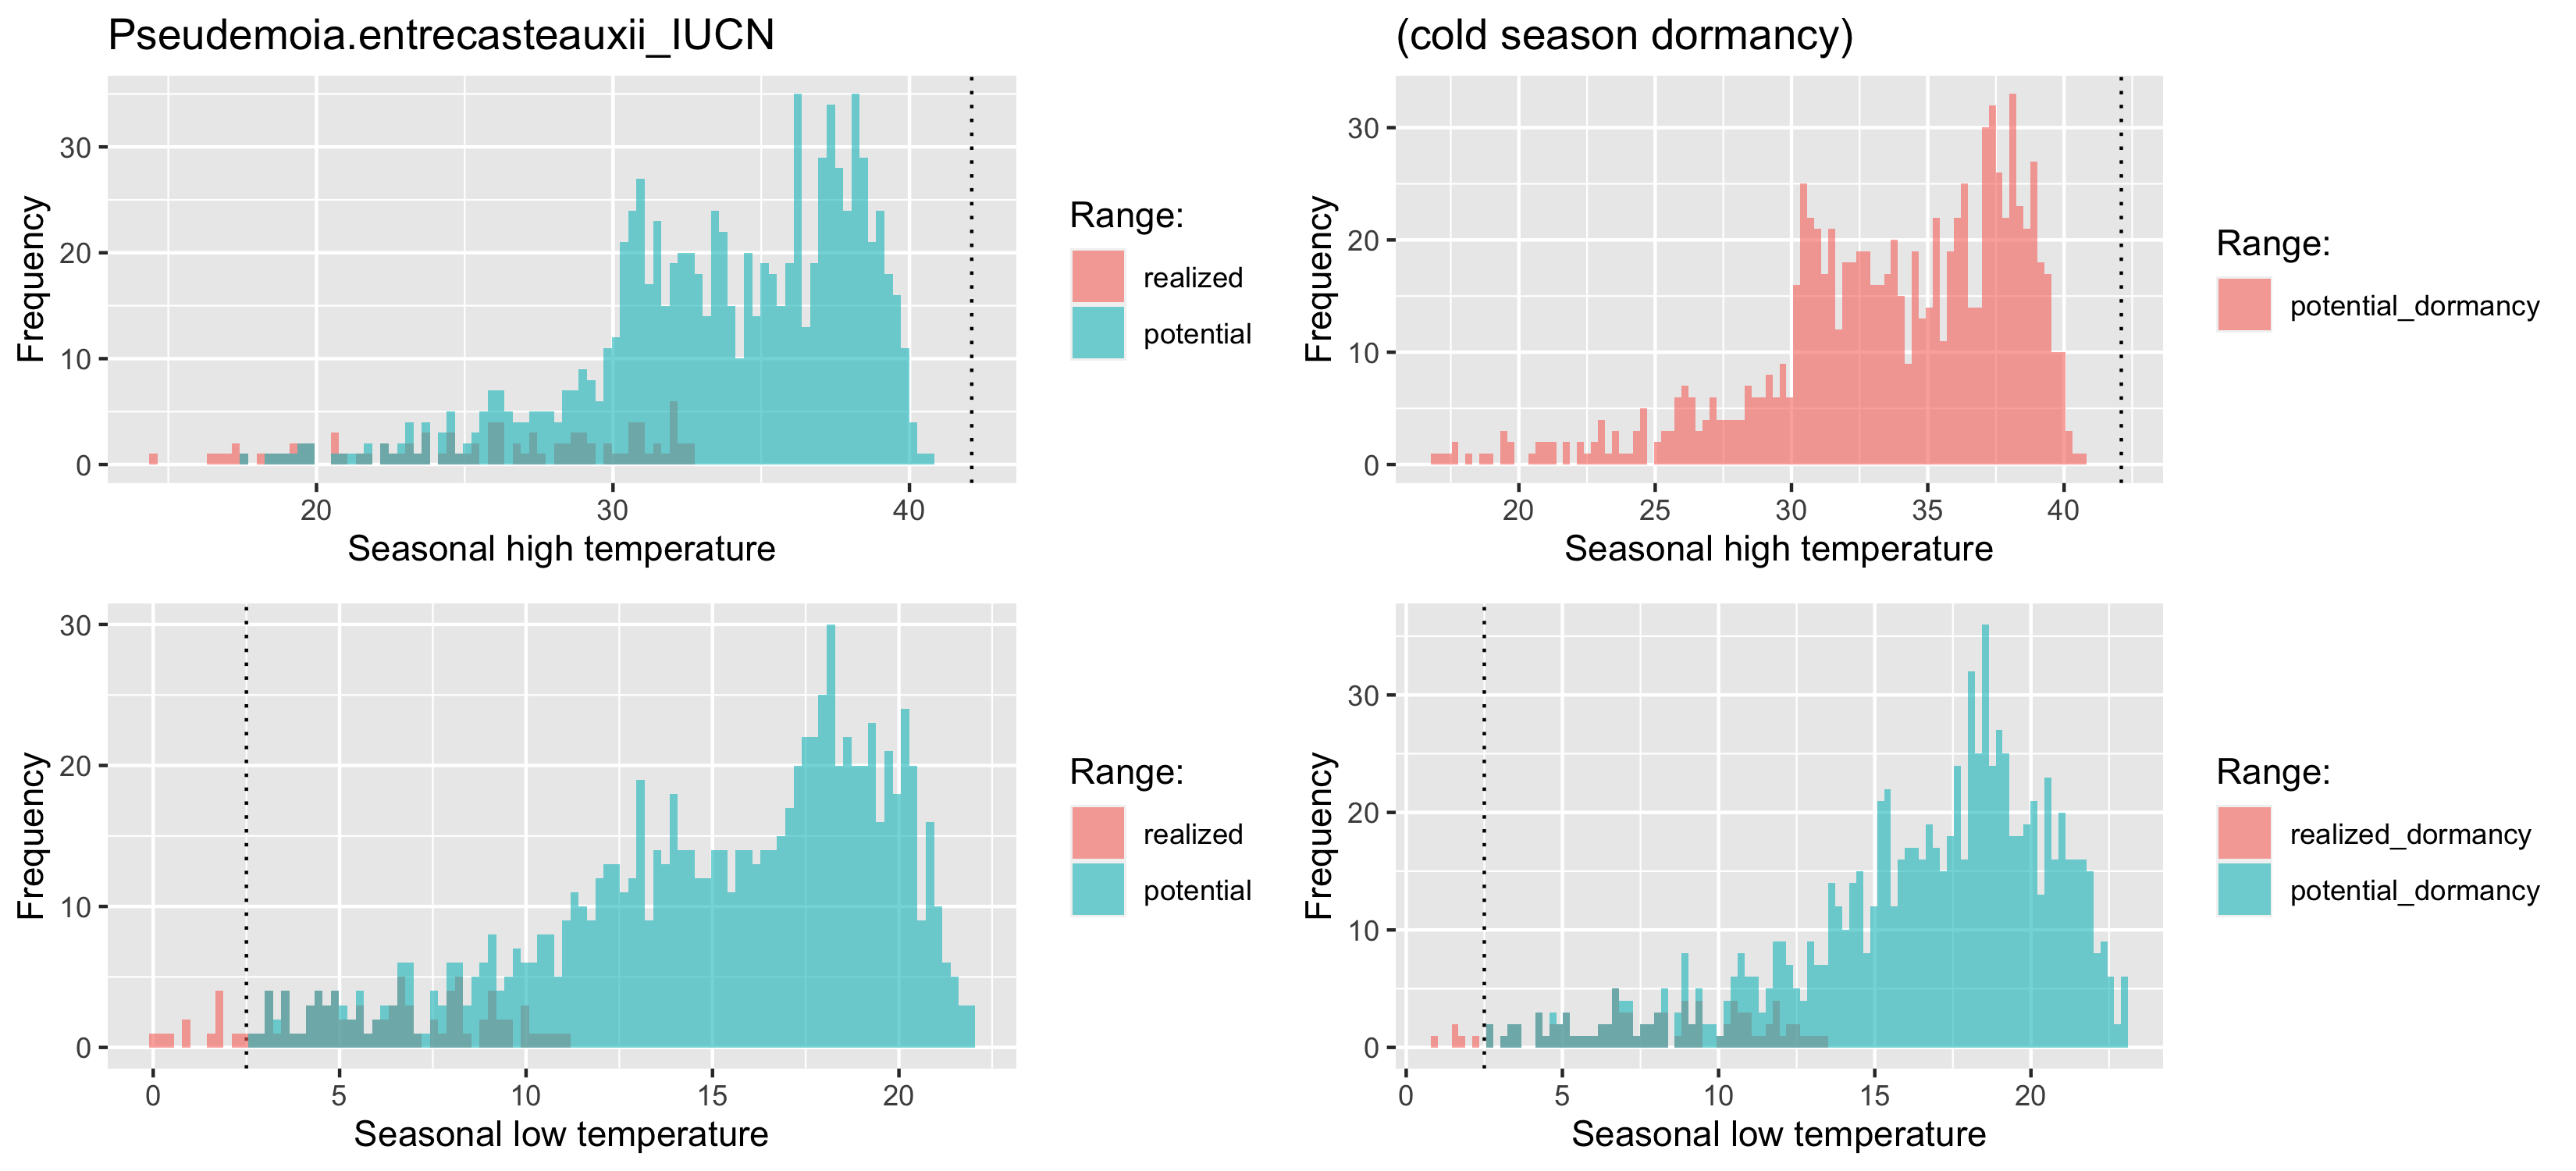 Pseudemoia.entrecasteauxii_IUCN
(cold season dormancy)
Frequency
30
20
10
0
20
30
40
Seasonal high temperature
Range:
realized
potential
Frequency
30
20
10
0
20
25
30
35
40
Seasonal high temperature
Range:
potential_dormancy
Frequency
30
20
10
0
0
5
10
15
20
Seasonal low temperature
Range:
realized
potential
Frequency
30
20
10
0
0
5
10
15
20
Seasonal low temperature
Range:
realized_dormancy
potential_dormancy